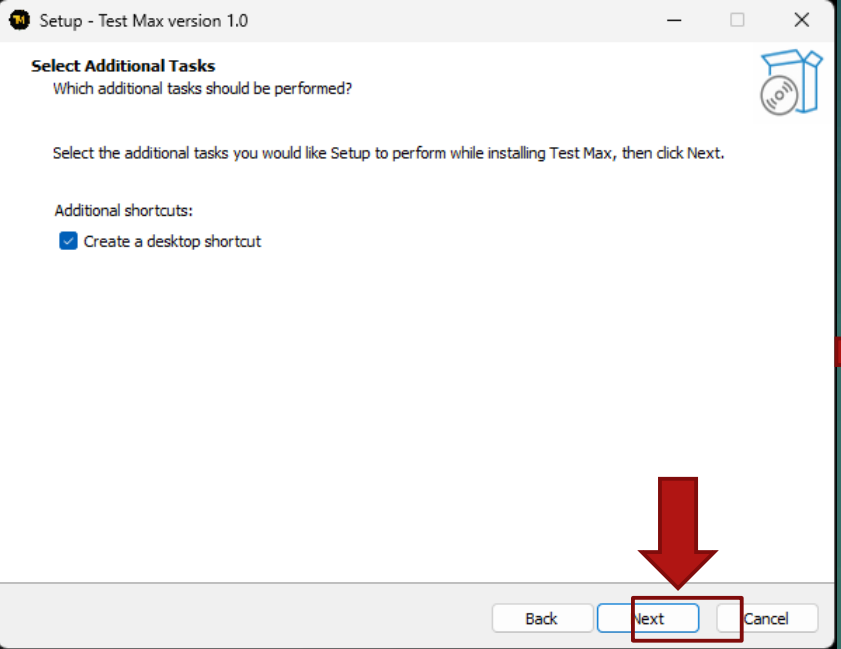 Setup - Test Max version 1.0
Select Additional Tasks
Which additional tasks should be performed?
Select the additional tasks you would like Setup to perform while installing Test Max, then click Next.
Additional shortcuts:
Create a desktop shortcut
Back Next Cancel